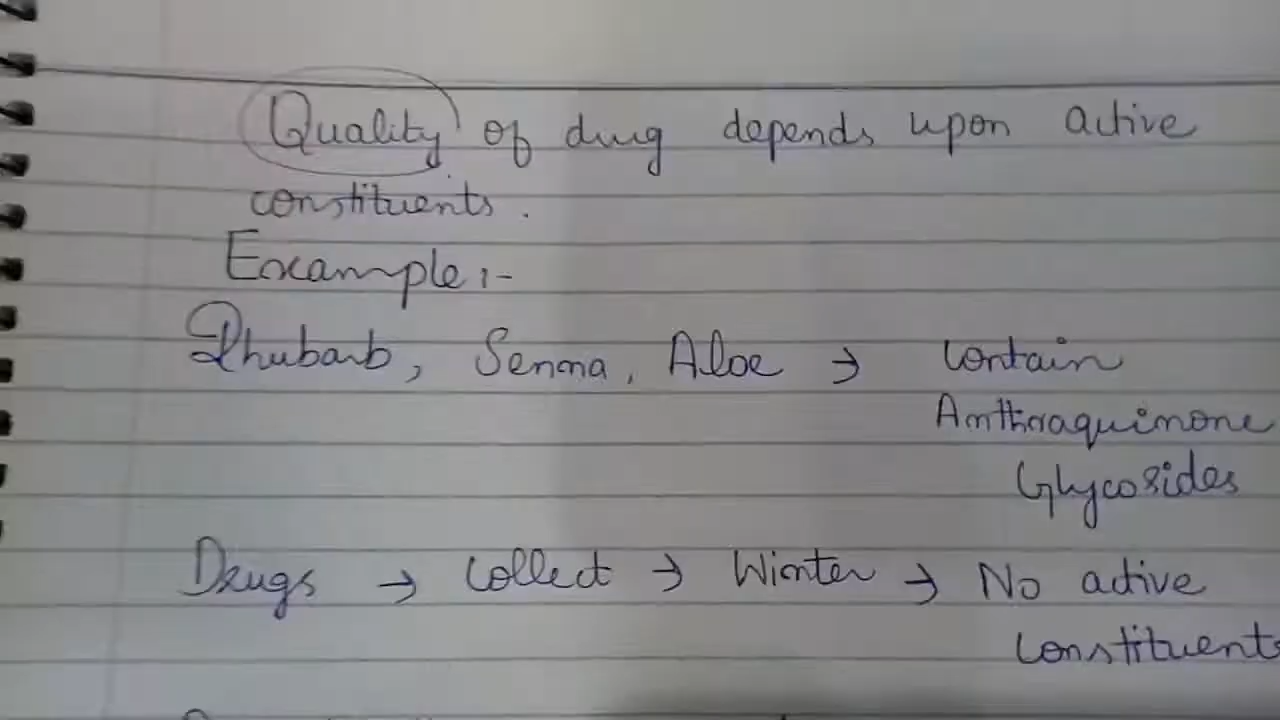 Quality of drug depends upon active
constituents.
Example :-
Rhubarb, Senna, Aloe → Contain
Anthraquinone
Glycosides
Drugs → Collect → Winter → No active
Constituents